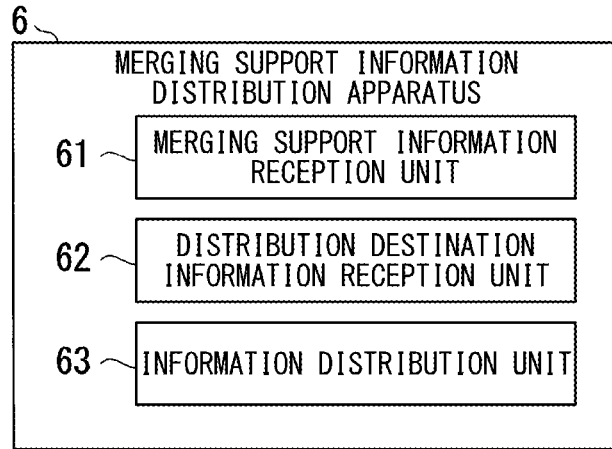 6
MERGING SUPPORT INFORMATION
DISTRIBUTION APPARATUS
61
MERGING SUPPORT INFORMATION
RECEPTION UNIT
62
DISTRIBUTION DESTINATION
INFORMATION RECEPTION UNIT
63
INFORMATION DISTRIBUTION UNIT